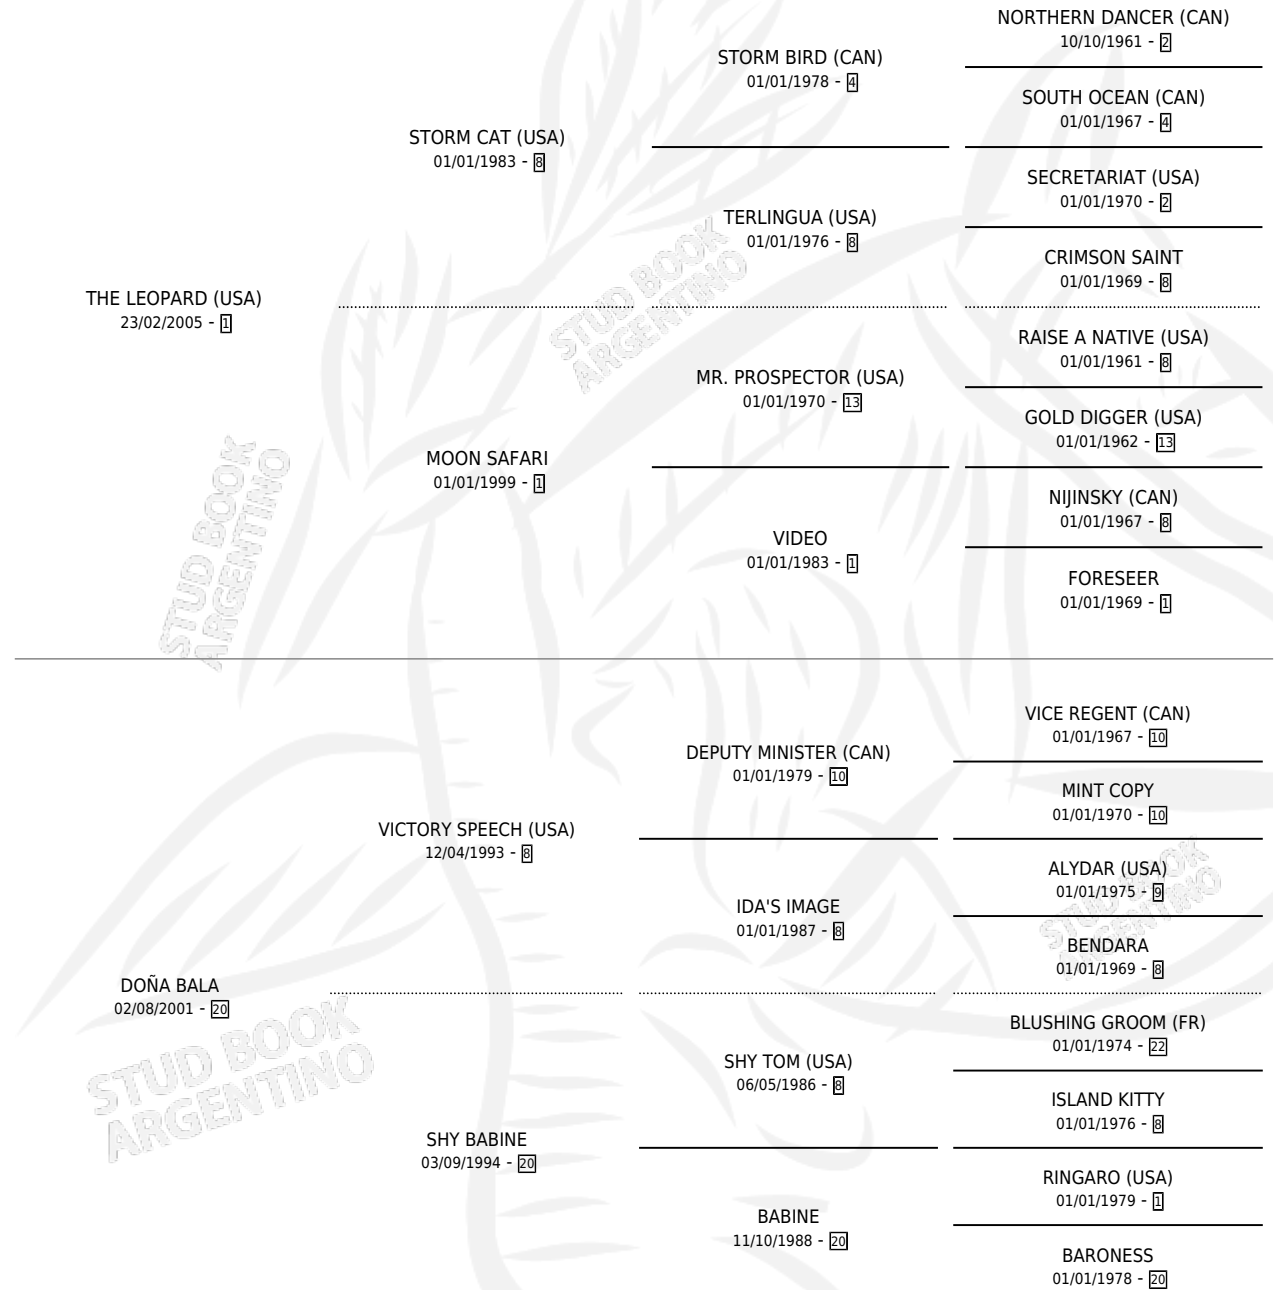 NORTHERN DANCER (CAN)
10/10/1961 - 2
STORM BIRD (CAN)
01/01/1978 - 4
SOUTH OCEAN (CAN)
01/01/1967 - 4
STORM CAT (USA)
01/01/1983 - 8
SECRETARIAT (USA)
01/01/1970 - 2
TERLINGUA (USA)
01/01/1976 - 8
CRIMSON SAINT
01/01/1969 - 8
THE LEOPARD (USA)
23/02/2005 - 1
RAISE A NATIVE (USA)
01/01/1961 - 8
MR. PROSPECTOR (USA)
01/01/1970 - 13
GOLD DIGGER (USA)
01/01/1962 - 13
MOON SAFARI
01/01/1999 - 1
NIJINSKY (CAN)
01/01/1967 - 8
VIDEO
01/01/1983 - 1
FORESEER
01/01/1969 - 1
STUD BOOK
ARGENTINO
STUD BOOK
ARGENTINO
VICE REGENT (CAN)
01/01/1967 - 10
DEPUTY MINISTER (CAN)
01/01/1979 - 10
MINT COPY
01/01/1970 - 10
VICTORY SPEECH (USA)
12/04/1993 - 8
ALYDAR (USA)
01/01/1975 - 9
IDA'S IMAGE
01/01/1987 - 8
BENDARA
01/01/1969 - 8
DOÑA BALA
02/08/2001 - 20
BLUSHING GROOM (FR)
01/01/1974 - 22
SHY TOM (USA)
06/05/1986 - 8
ISLAND KITTY
01/01/1976 - 8
SHY BABINE
03/09/1994 - 20
RINGARO (USA)
01/01/1979 - 1
BABINE
11/10/1988 - 20
BARONESS
01/01/1978 - 20
STUD BOOK
ARGENTINO
STUD BOOK
ARGENTINO